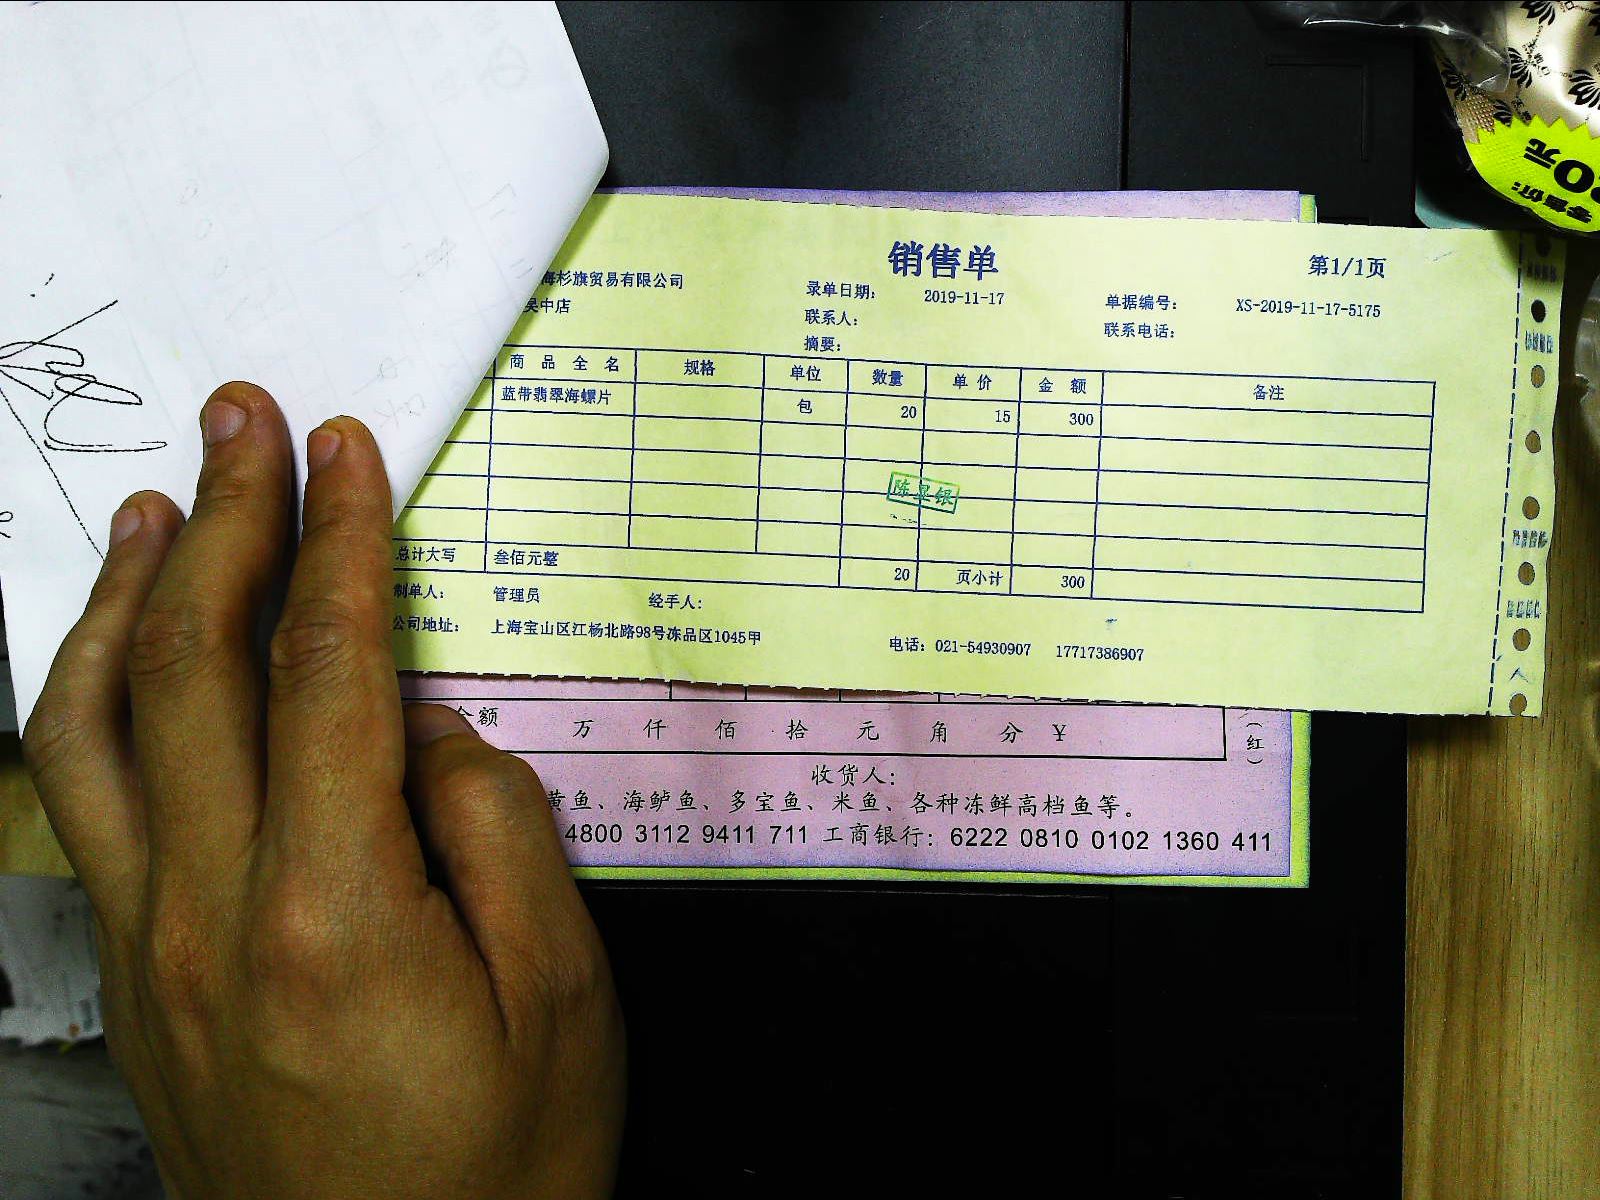 销售单
第1/1页
海杉旗贸易有限公司
录单日期: 2019-11-17
单据编号: XS-2019-11-17-5175
吴中店
联系人:
联系电话:
摘要:
商品全名 规格 单位 数量 单价 金额 备注
蓝带翡翠海螺片 包 20 15 300
总计大写 叁佰元整 20 页小计 300
制单人: 管理员 经手人:
公司地址: 上海宝山区江杨北路98号冻品区1045甲
电话: 021-54930907 17717386907
金额 万 仟 佰 拾 元 角 分 ¥
(红)
收货人:
黄鱼、海鲈鱼、多宝鱼、米鱼、各种冻鲜高档鱼等。
4800 3112 9411 711 工商银行: 6222 0810 0102 1360 411
零售价:
0元